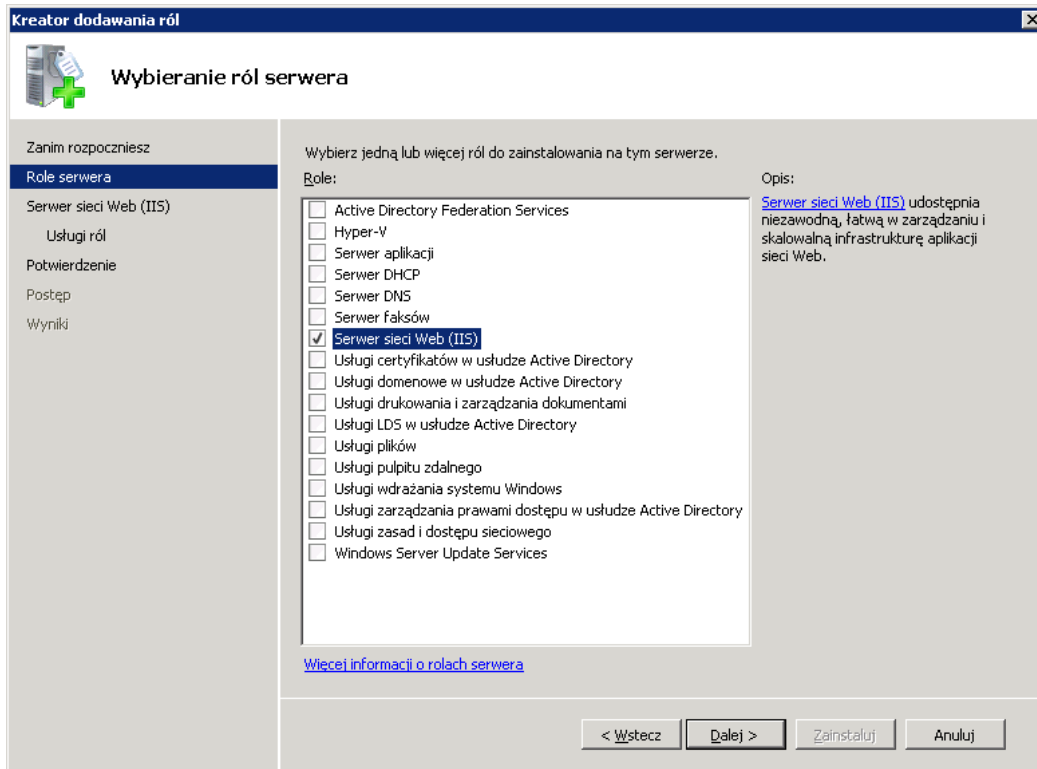 Kreator dodawania ról
Wybieranie ról serwera
Zanim rozpoczniesz
Role serwera
Serwer sieci Web (IIS)
Usługi ról
Potwierdzenie
Postęp
Wyniki
Wybierz jedną lub więcej ról do zainstalowania na tym serwerze.
Role:
Active Directory Federation Services
Hyper-V
Serwer aplikacji
Serwer DHCP
Serwer DNS
Serwer faksów
Serwer sieci Web (IIS)
Usługi certyfikatów w usłudze Active Directory
Usługi domenowe w usłudze Active Directory
Usługi drukowania i zarządzania dokumentami
Usługi LDS w usłudze Active Directory
Usługi plików
Usługi pulpitu zdalnego
Usługi wdrażania systemu Windows
Usługi zarządzania prawami dostępu w usłudze Active Directory
Usługi zasad i dostępu sieciowego
Windows Server Update Services
Więcej informacji o rolach serwera
Opis:
Serwer sieci Web (IIS) udostępnia
niezawodną, łatwą w zarządzaniu i
skalowalną infrastrukturę aplikacji
sieci Web.
< Wstecz
Dalej >
Zainstaluj
Anuluj